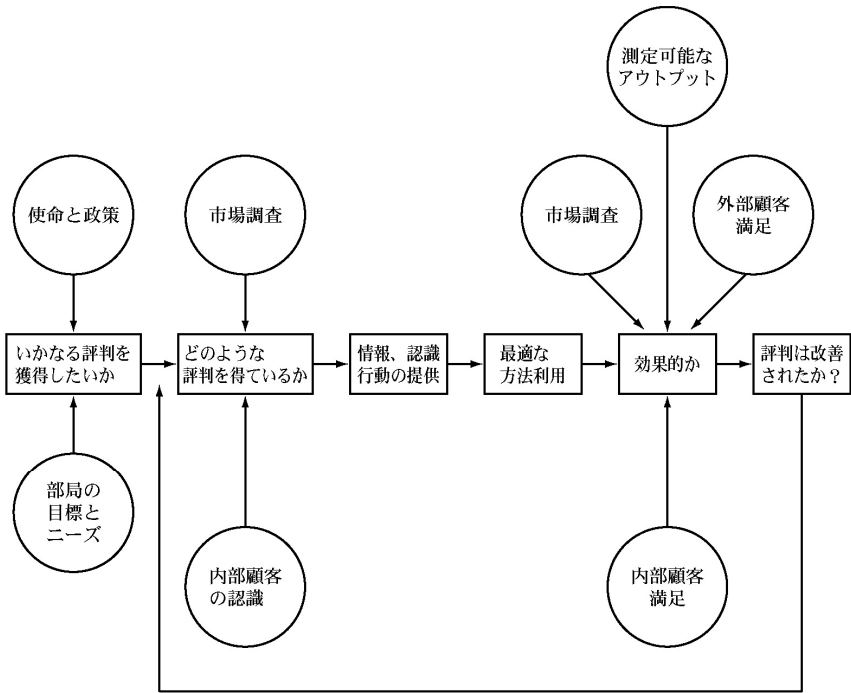 測定可能な
アウトプット
使命と政策
市場調査
市場調査
外部顧客
満足
いかなる評判を
獲得したいか
どのような
評判を得ているか
情報、認識
行動の提供
最適な
方法利用
効果的か
評判は改善
されたか？
部局の
目標と
ニーズ
内部顧客
の認識
内部顧客
満足